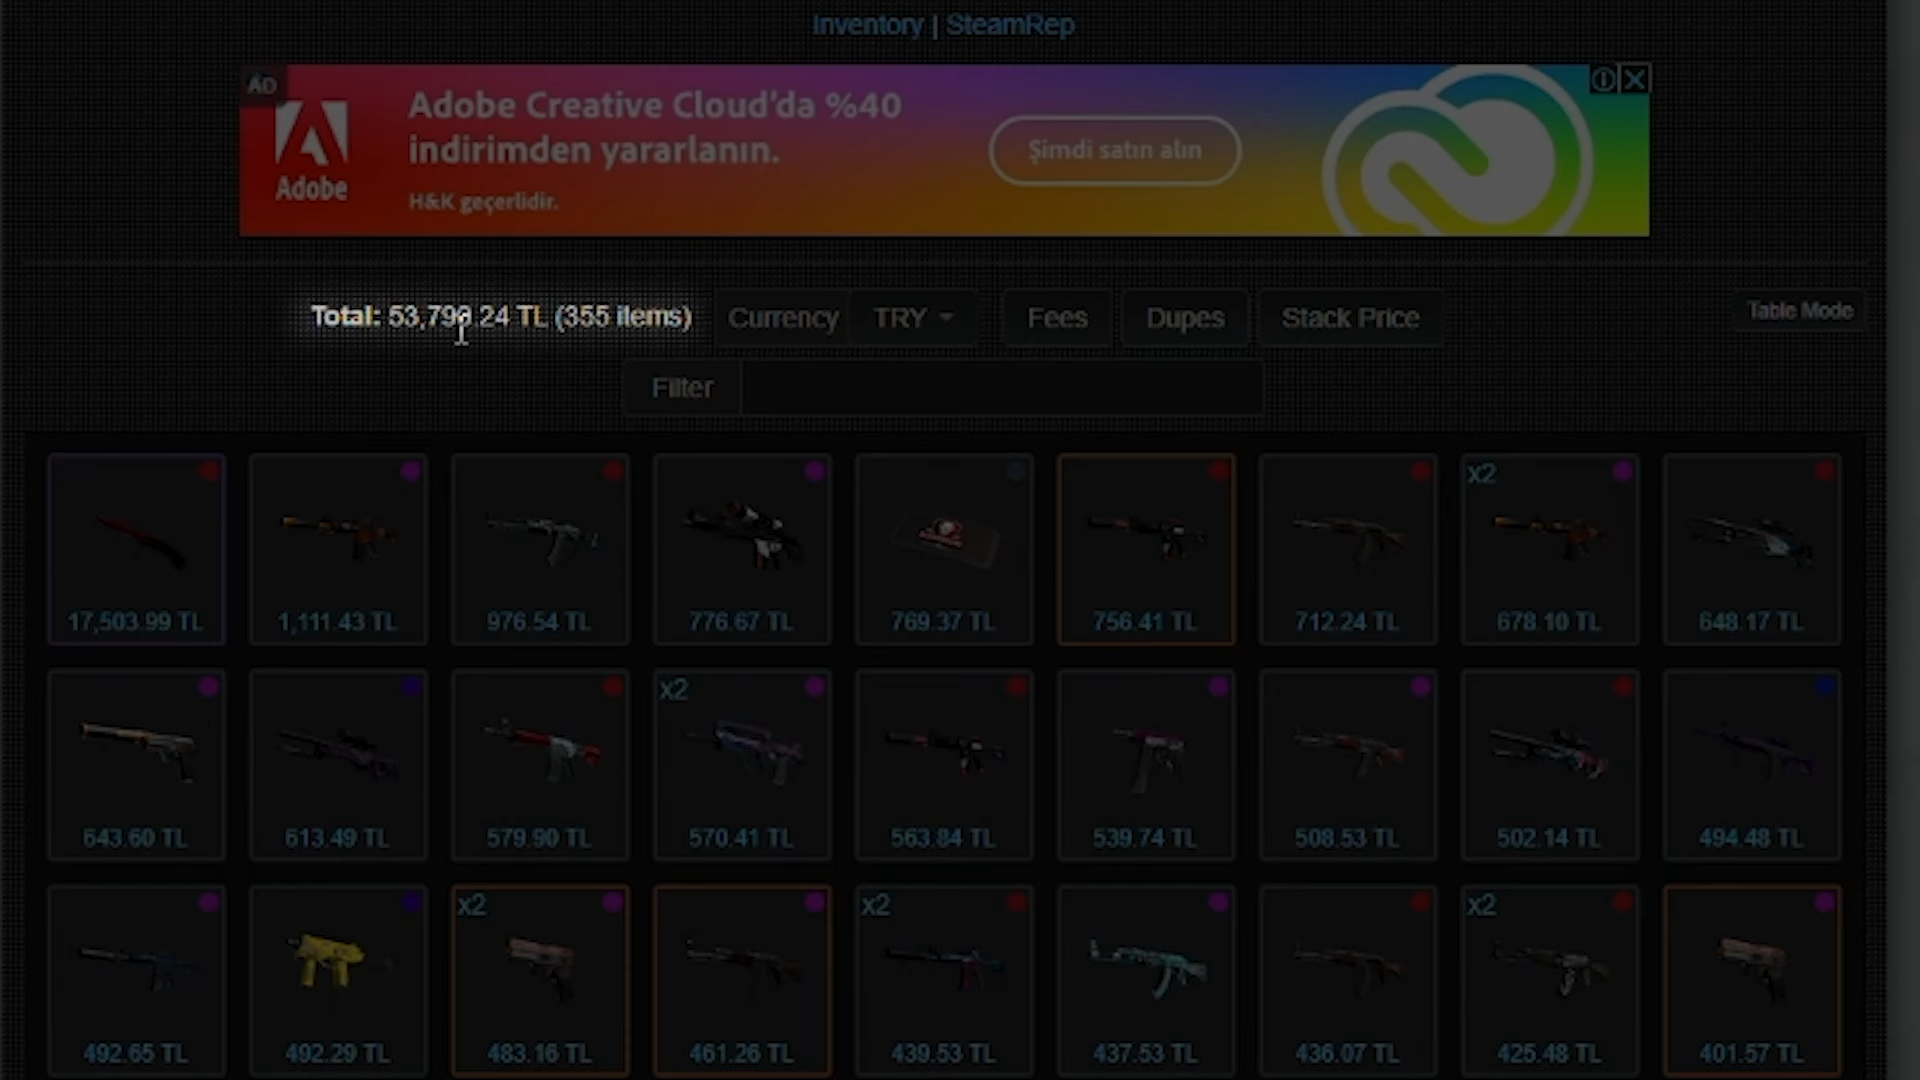 Inventory | SteamRep
AD
Adobe Creative Cloud'da %40
indirimden yararlanın.
H&K geçerlidir.
Adobe
Şimdi satın alın
Total: 24 TL (355 items)
Currency TRY
Fees
Dupes
Stack Price
Table Mode
Filter
x2
17,503.99 TL
1,111.43 TL
976.54 TL
776.67 TL
769.37 TL
756.41 TL
712.24 TL
678.10 TL
648.17 TL
x2
643.60 TL
613.49 TL
579.90 TL
570.41 TL
563.84 TL
539.74 TL
508.53 TL
502.14 TL
494.48 TL
x2
x2
x2
492.65 TL
492.29 TL
483.16 TL
461.26 TL
439.53 TL
437.53 TL
436.07 TL
425.48 TL
401.57 TL